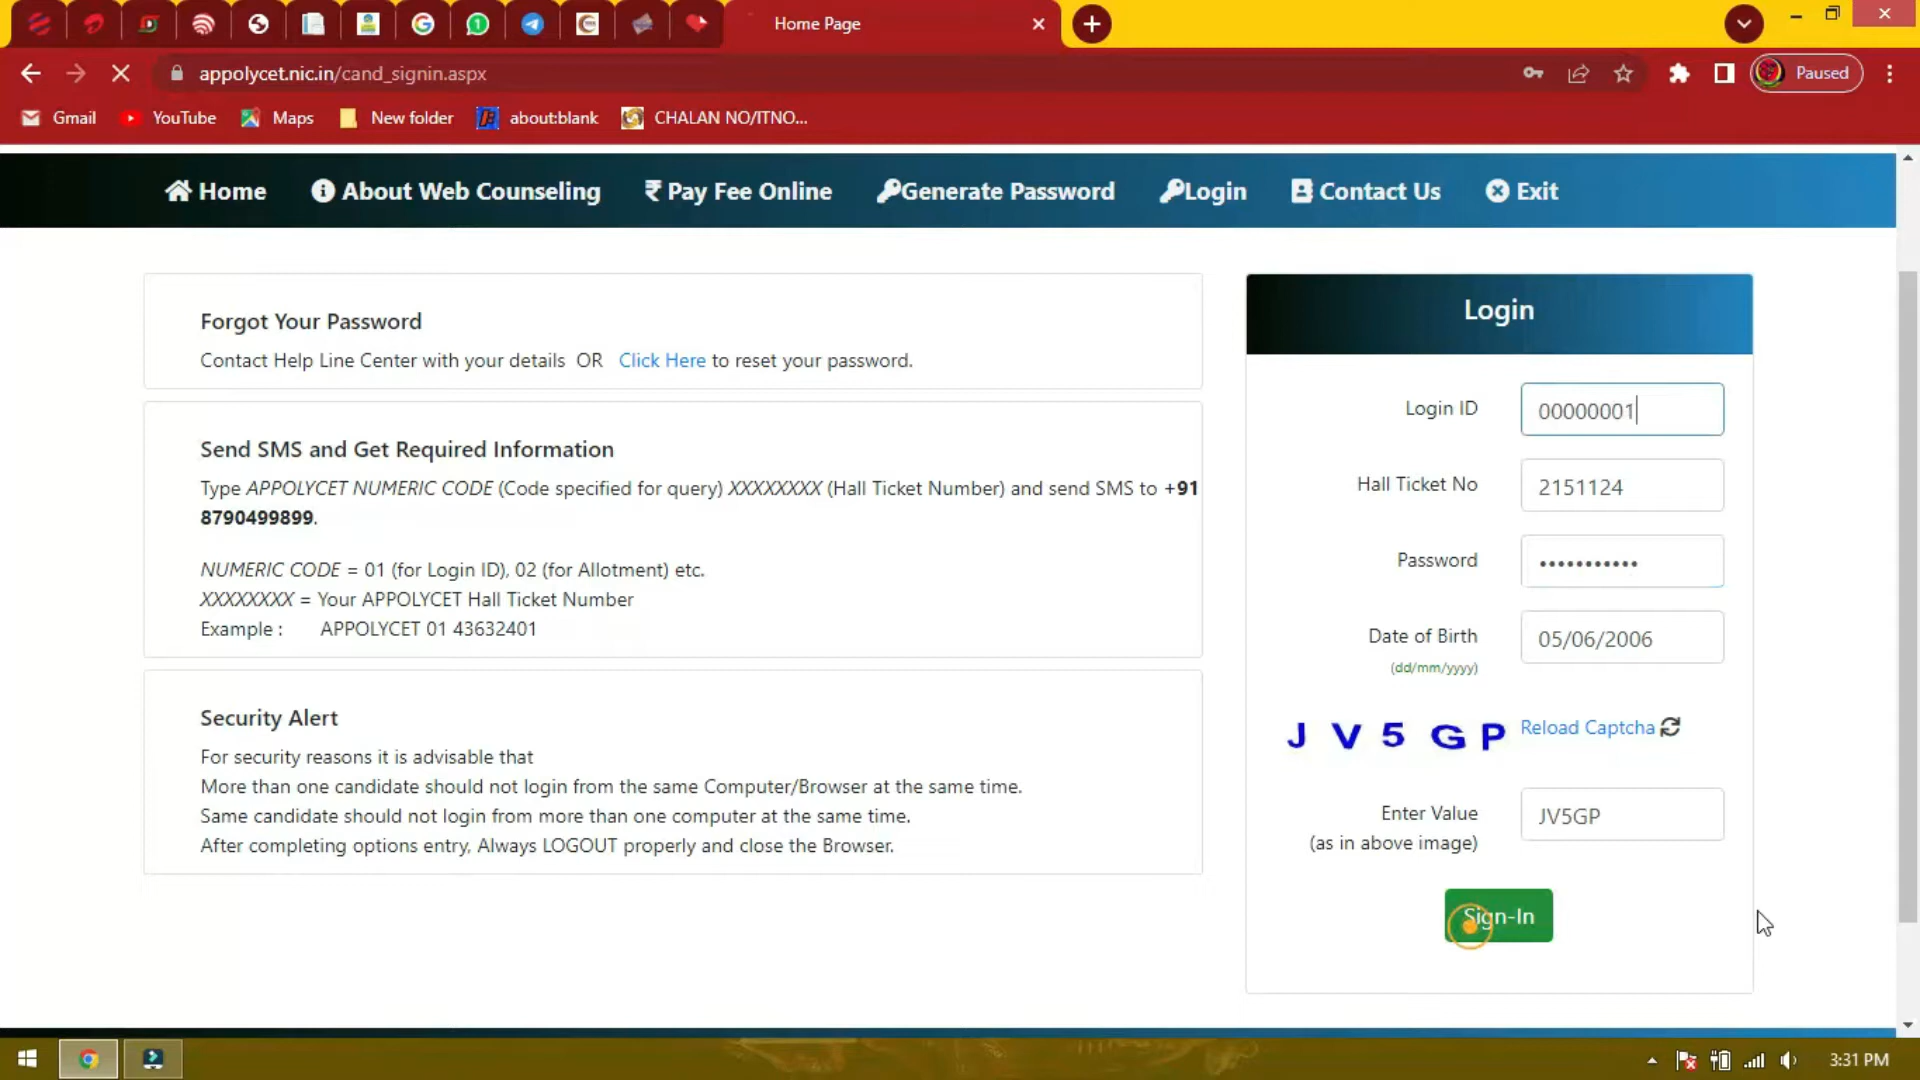 Home Page
appolycet.nic.in/cand_signin.aspx
Paused
Gmail
YouTube
Maps
New folder
about:blank
CHALAN NO/ITNO...
Home
About Web Counseling
₹ Pay Fee Online
Generate Password
Login
Contact Us
Exit
Forgot Your Password
Contact Help Line Center with your details OR Click Here to reset your password.
Send SMS and Get Required Information
Type APPOLYCET NUMERIC CODE (Code specified for query) XXXXXXXX (Hall Ticket Number) and send SMS to +91
8790499899.
NUMERIC CODE = 01 (for Login ID), 02 (for Allotment) etc.
XXXXXXXX = Your APPOLYCET Hall Ticket Number
Example : APPOLYCET 01 43632401
Security Alert
For security reasons it is advisable that
More than one candidate should not login from the same Computer/Browser at the same time.
Same candidate should not login from more than one computer at the same time.
After completing options entry, Always LOGOUT properly and close the Browser.
Login
Login ID 00000001
Hall Ticket No 2151124
Password •••••••••••
Date of Birth 05/06/2006
(dd/mm/yyyy)
J V 5 G P Reload Captcha
Enter Value JV5GP
(as in above image)
Sign-In
3:31 PM